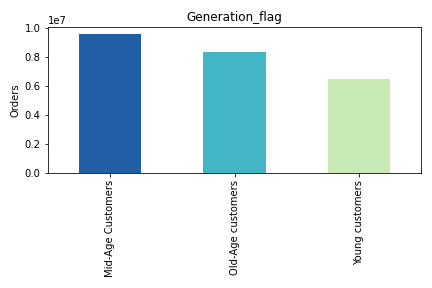 Generation_flag
1e7
1.0
0.8
0.6
0.4
0.2
0.0
Orders
Mid-Age Customers
Old-Age customers
Young customers